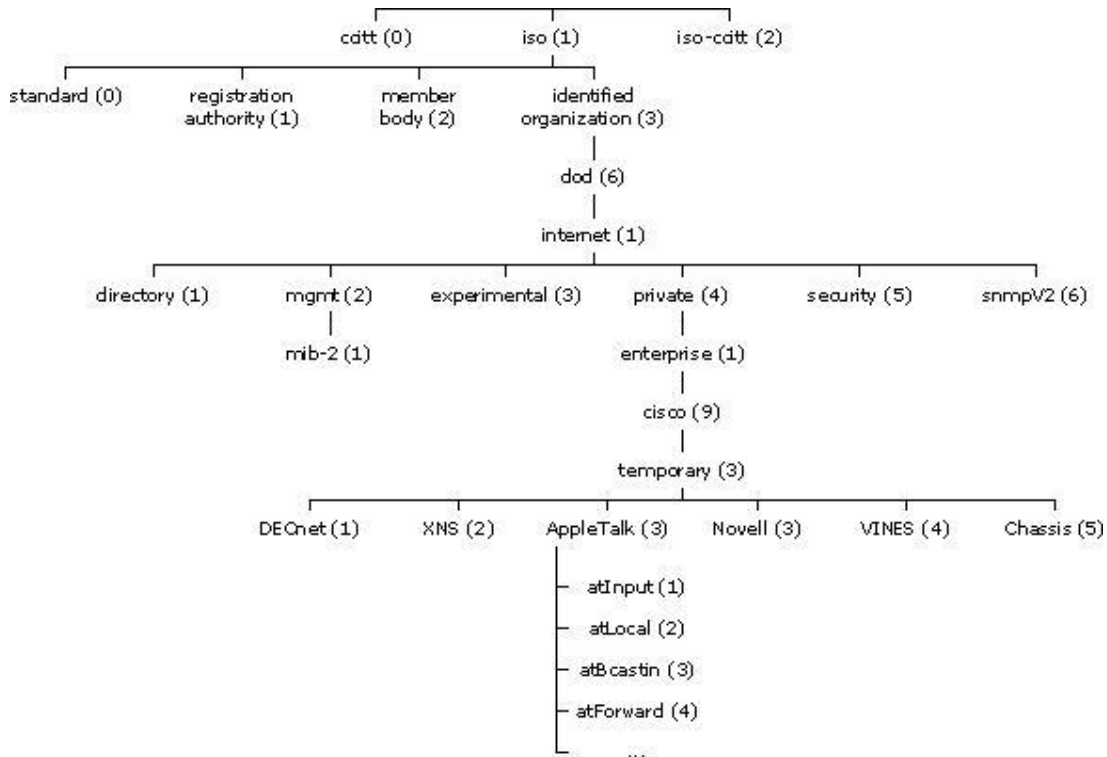 ccitt (0) iso (1) iso-ccitt (2)
standard (0) registration authority (1) member body (2) identified organization (3)
dod (6)
internet (1)
directory (1) mgmt (2) experimental (3) private (4) security (5) snmpV2 (6)
mib-2 (1) enterprise (1)
cisco (9)
temporary (3)
DECnet (1) XNS (2) AppleTalk (3) Novell (3) VINES (4) Chassis (5)
atInput (1)
atLocal (2)
atBcastin (3)
atForward (4)